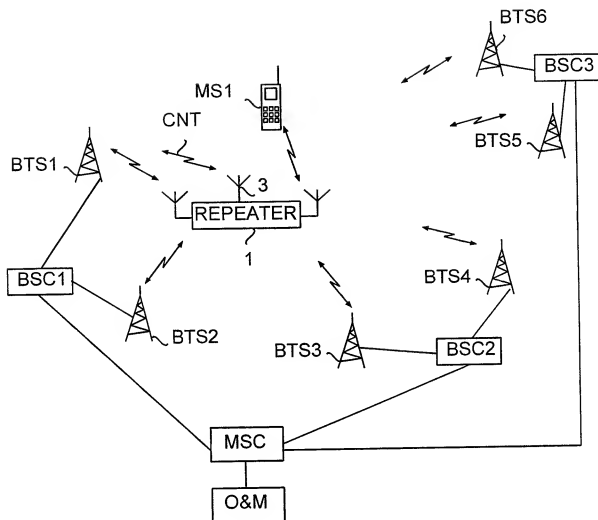 BTS6
BSC3
MS1
CNT
BTS5
BTS1
3
REPEATER
1
BTS4
BSC1
BTS2
BTS3
BSC2
MSC
O&M